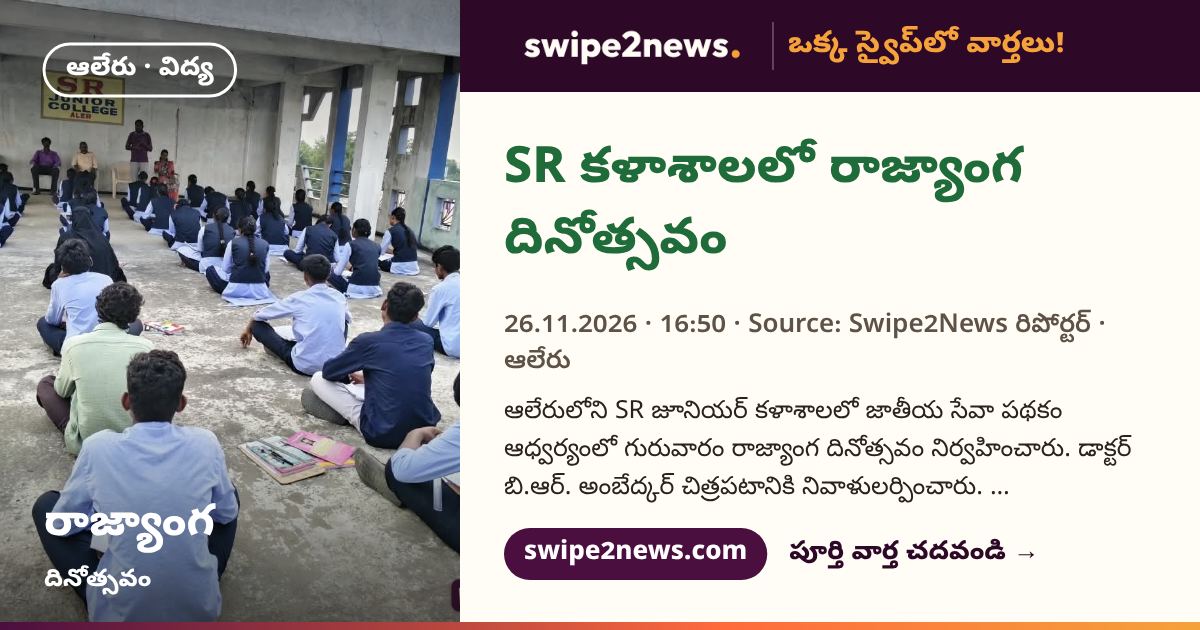 ఆలేరు · విద్య
SR
JUNIOR
COLLEGE
ALER
రాజ్యాంగ
దినోత్సవం
swipe2news.
ఒక్క స్వైప్‌లో వార్తలు!
SR కళాశాలలో రాజ్యాంగ
దినోత్సవం
26.11.2026 · 16:50 · Source: Swipe2News రిపోర్టర్ ·
ఆలేరు
ఆలేరులోని SR జూనియర్ కళాశాలలో జాతీయ సేవా పథకం
ఆధ్వర్యంలో గురువారం రాజ్యాంగ దినోత్సవం నిర్వహించారు. డాక్టర్
బి.ఆర్. అంబేద్కర్ చిత్రపటానికి నివాళులర్పించారు. ...
swipe2news.com
పూర్తి వార్త చదవండి →